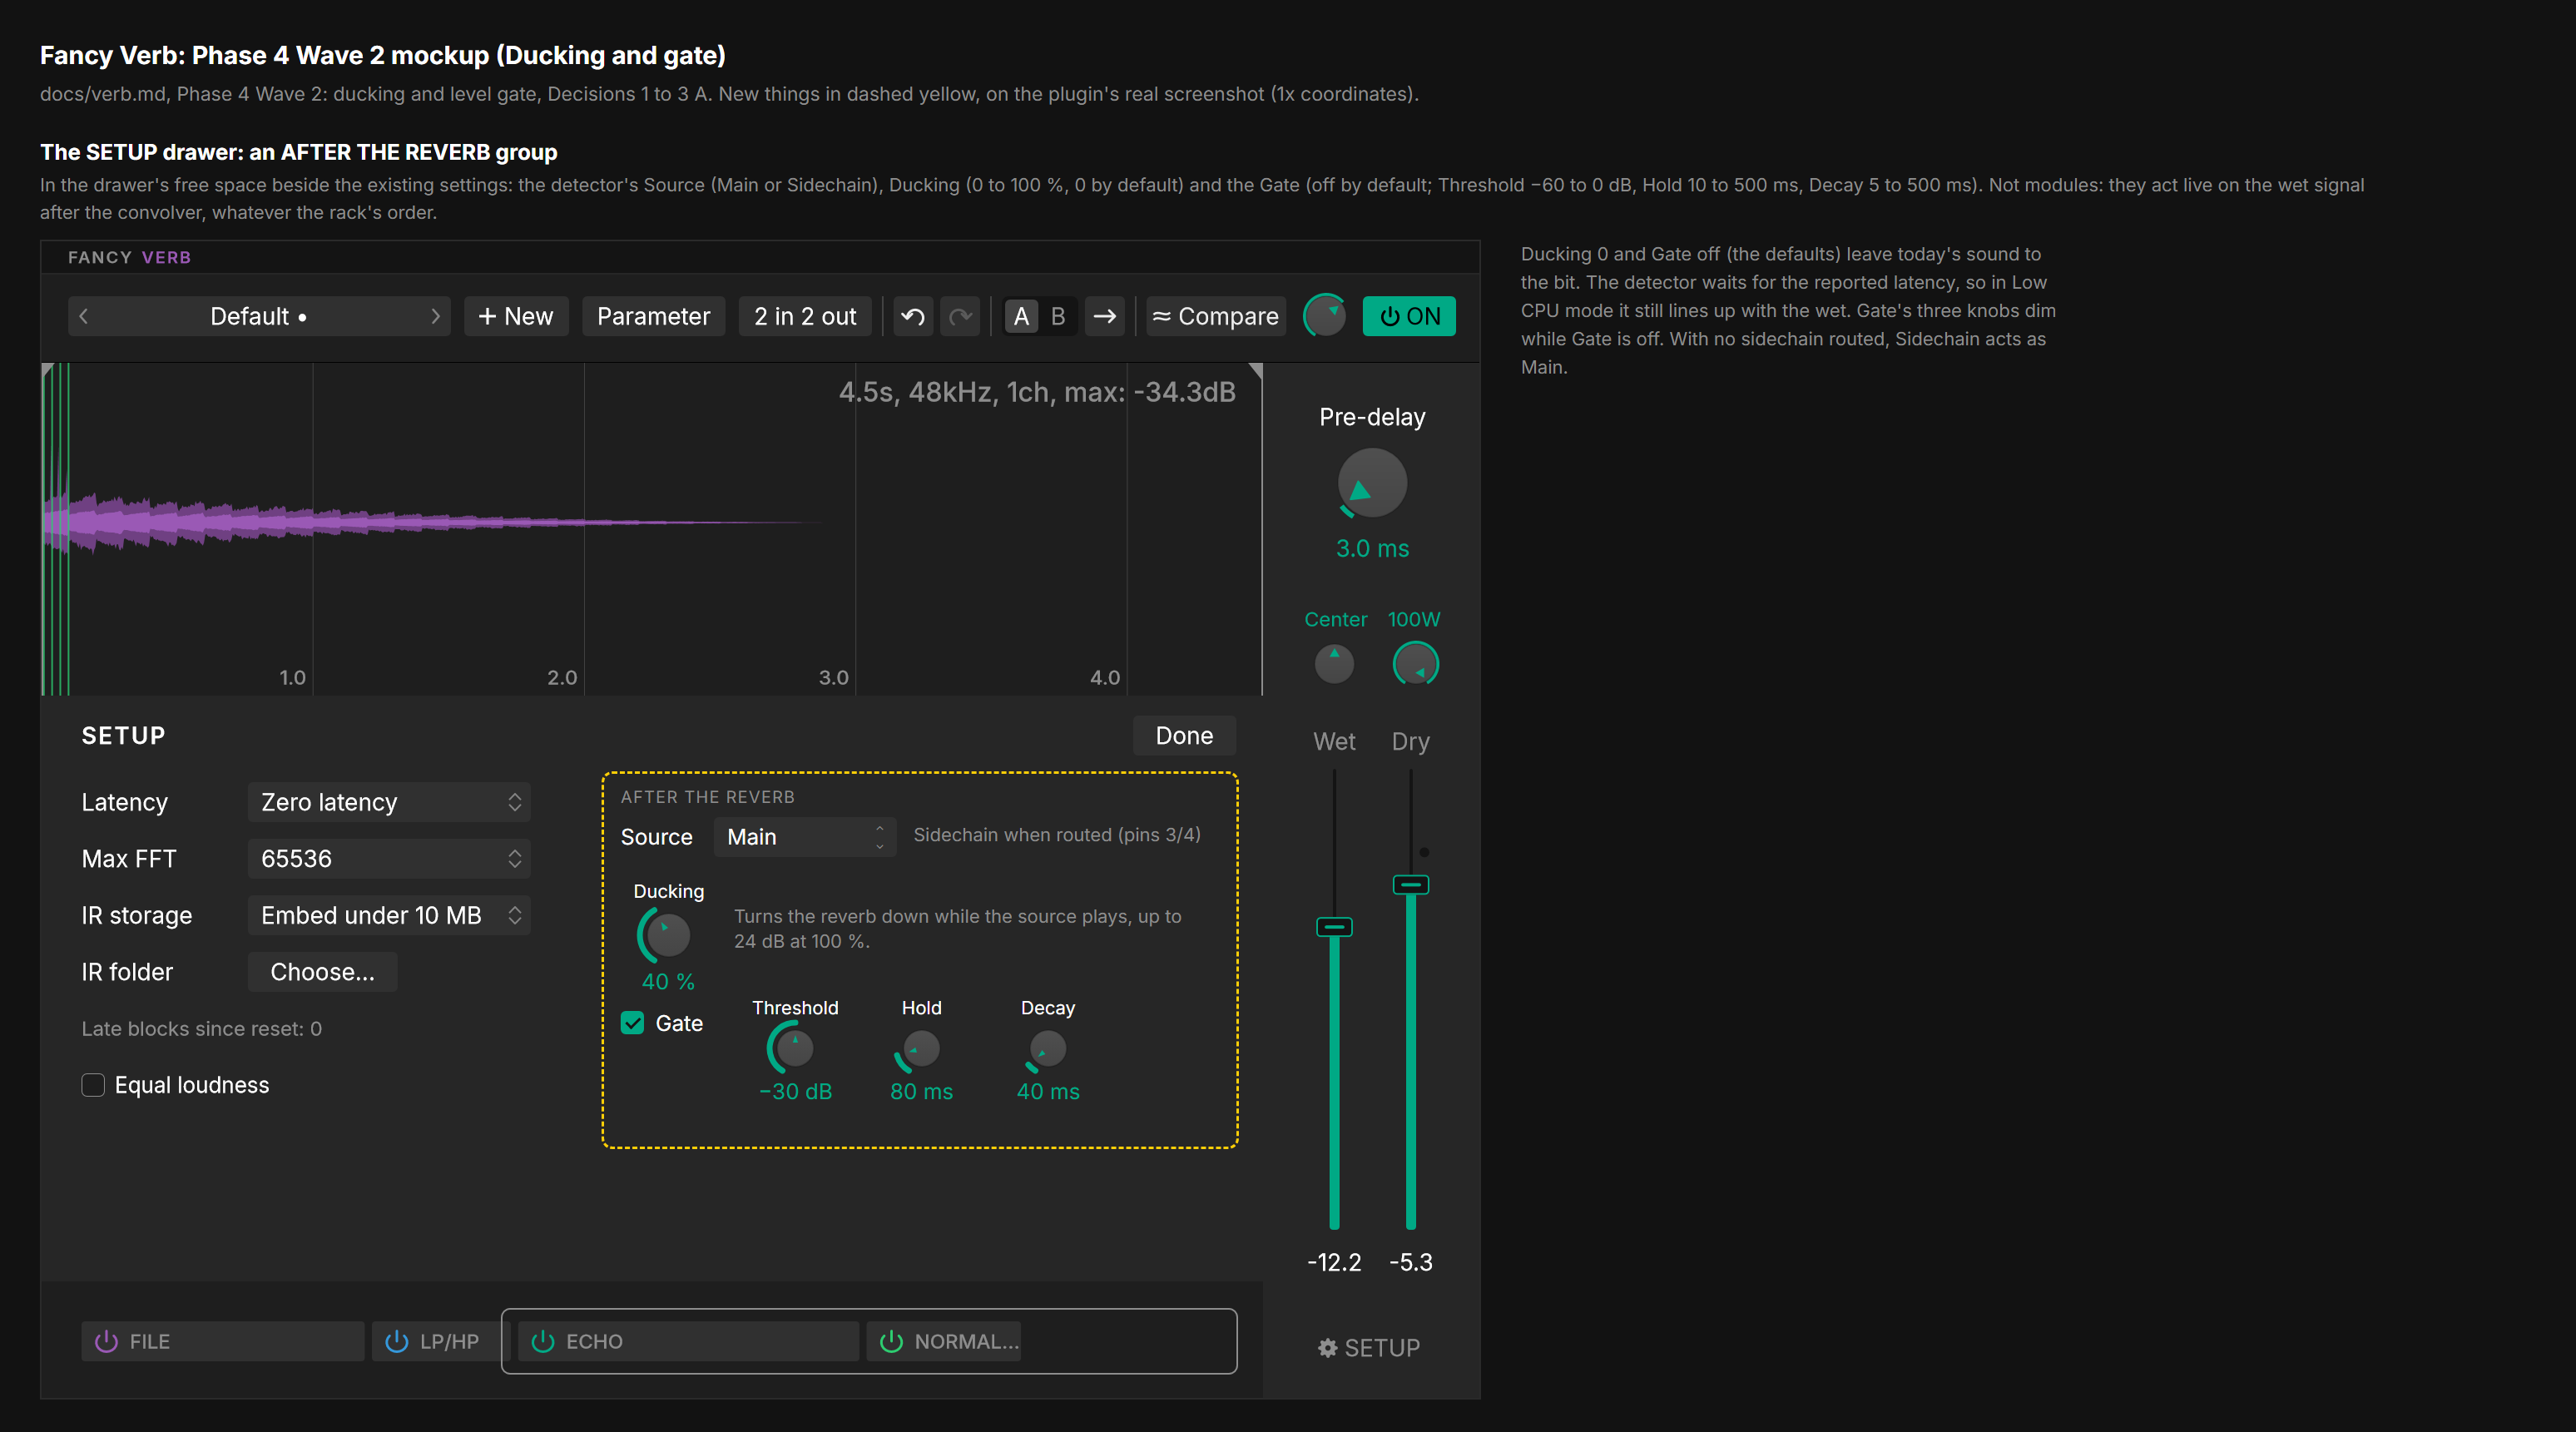 Fancy Verb: Phase 4 Wave 2 mockup (Ducking and gate)
docs/verb.md, Phase 4 Wave 2: ducking and level gate, Decisions 1 to 3 A. New things in dashed yellow, on the plugin's real screenshot (1x coordinates).
The SETUP drawer: an AFTER THE REVERB group
In the drawer's free space beside the existing settings: the detector's Source (Main or Sidechain), Ducking (0 to 100 %, 0 by default) and the Gate (off by default; Threshold −60 to 0 dB, Hold 10 to 500 ms, Decay 5 to 500 ms). Not modules: they act live on the wet signal
after the convolver, whatever the rack's order.
FANCY VERB
Default •
+ New
Parameter
2 in 2 out
A B
≈ Compare
ON
4.5s, 48kHz, 1ch, max: -34.3dB
1.0 2.0 3.0 4.0
Pre-delay
3.0 ms
Center 100W
Wet Dry
-12.2 -5.3
SETUP
SETUP
Done
Latency Zero latency
Max FFT 65536
IR storage Embed under 10 MB
IR folder Choose...
Late blocks since reset: 0
Equal loudness
AFTER THE REVERB
Source Main Sidechain when routed (pins 3/4)
Ducking
40 %
Turns the reverb down while the source plays, up to
24 dB at 100 %.
Gate
Threshold Hold Decay
−30 dB 80 ms 40 ms
FILE LP/HP ECHO NORMAL...
Ducking 0 and Gate off (the defaults) leave today's sound to
the bit. The detector waits for the reported latency, so in Low
CPU mode it still lines up with the wet. Gate's three knobs dim
while Gate is off. With no sidechain routed, Sidechain acts as
Main.